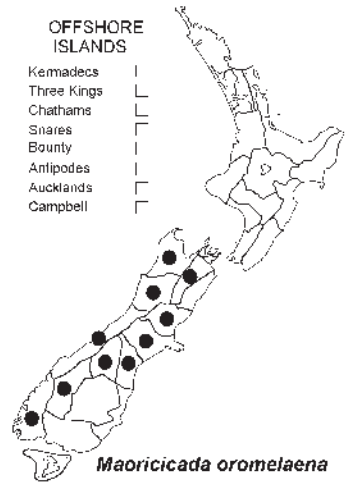 OFFSHORE
ISLANDS
Kermadecs
Three Kings
Chathams
Snares
Bounty
Antipodes
Aucklands
Campbell
Maoricicada oromelaena